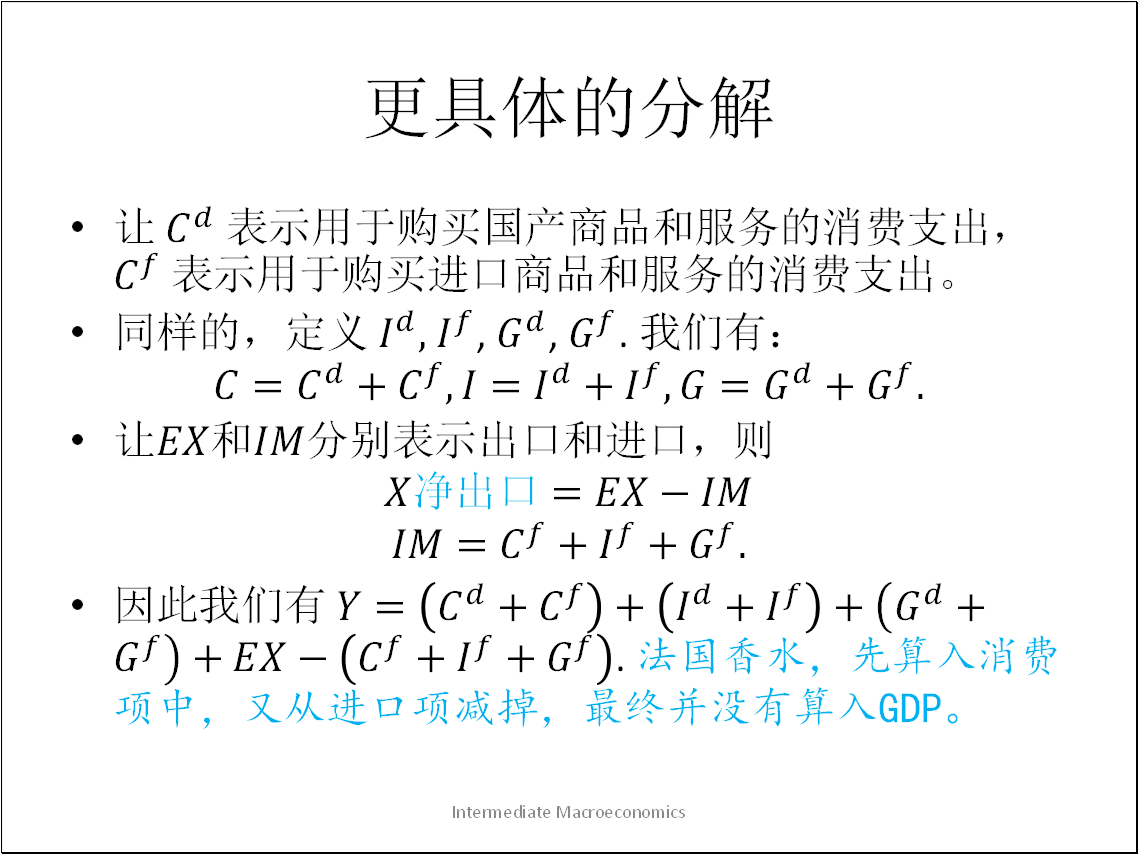 更具体的分解
• 让 C^d 表示用于购买国产商品和服务的消费支出，
C^f 表示用于购买进口商品和服务的消费支出。
• 同样的，定义 I^d, I^f, G^d, G^f. 我们有：
C = C^d + C^f, I = I^d + I^f, G = G^d + G^f.
• 让EX和IM分别表示出口和进口，则
X净出口 = EX − IM
IM = C^f + I^f + G^f.
• 因此我们有 Y = (C^d + C^f) + (I^d + I^f) + (G^d +
G^f) + EX − (C^f + I^f + G^f). 法国香水，先算入消费
项中，又从进口项减掉，最终并没有算入GDP。
Intermediate Macroeconomics